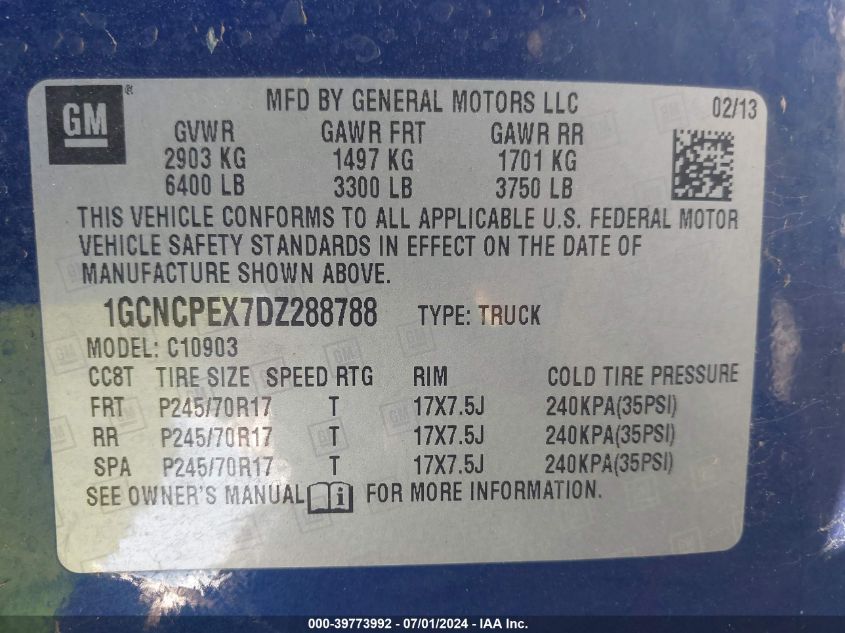 GM ®
MFD BY GENERAL MOTORS LLC 02/13
GVWR GAWR FRT GAWR RR
2903 KG 1497 KG 1701 KG
6400 LB 3300 LB 3750 LB
THIS VEHICLE CONFORMS TO ALL APPLICABLE U.S. FEDERAL MOTOR
VEHICLE SAFETY STANDARDS IN EFFECT ON THE DATE OF
MANUFACTURE SHOWN ABOVE.
1GCNCPEX7DZ288788 TYPE: TRUCK
MODEL: C10903
CC8T TIRE SIZE SPEED RTG RIM COLD TIRE PRESSURE
FRT P245/70R17 T 17X7.5J 240KPA(35PSI)
RR P245/70R17 T 17X7.5J 240KPA(35PSI)
SPA P245/70R17 T 17X7.5J 240KPA(35PSI)
SEE OWNER'S MANUAL i FOR MORE INFORMATION.
000-39773992 - 07/01/2024 - IAA Inc.